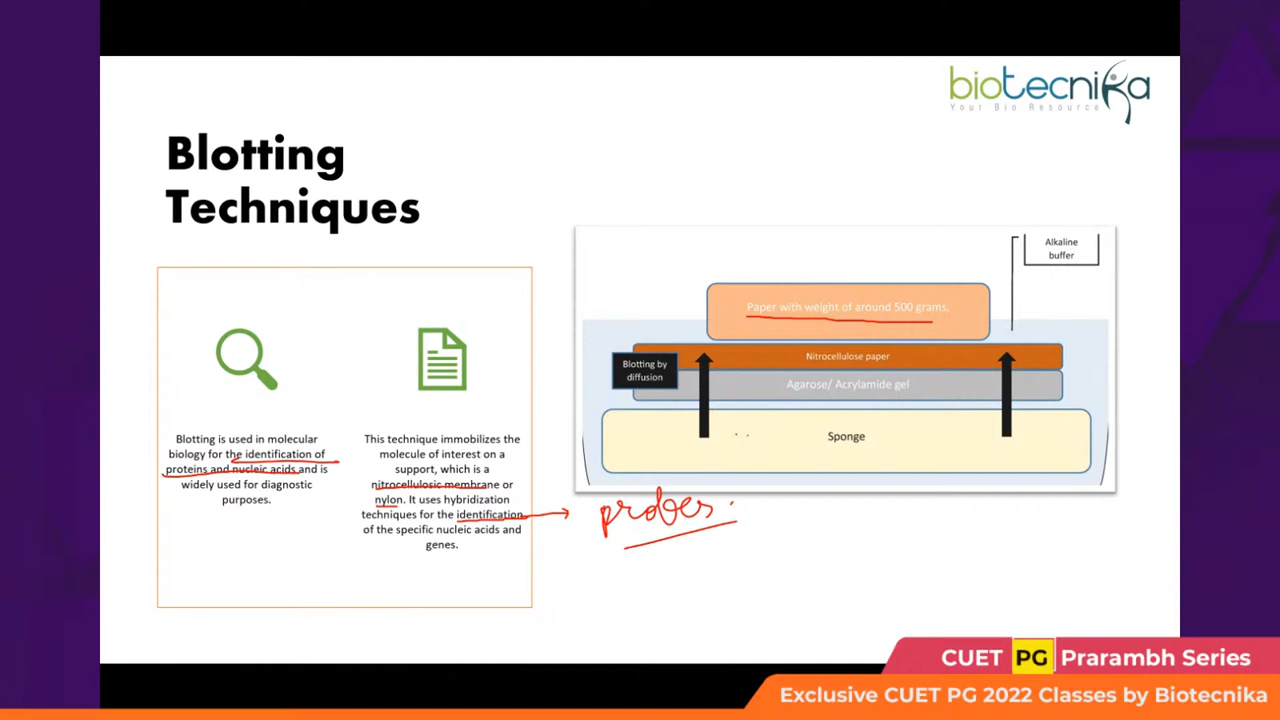 biotecnika
Your Bio Resource
Blotting
Techniques
Blotting is used in molecular
biology for the identification of
proteins and nucleic acids and is
widely used for diagnostic
purposes.
This technique immobilizes the
molecule of interest on a
support, which is a
nitrocellulosic membrane or
nylon. It uses hybridization
techniques for the identification
of the specific nucleic acids and
genes.
Alkaline
buffer
Paper with weight of around 500 grams,
Nitrocellulose paper
Blotting by
diffusion
Agarose/ Acrylamide gel
Sponge
probes.
CUET PG Prarambh Series
Exclusive CUET PG 2022 Classes by Biotecnika